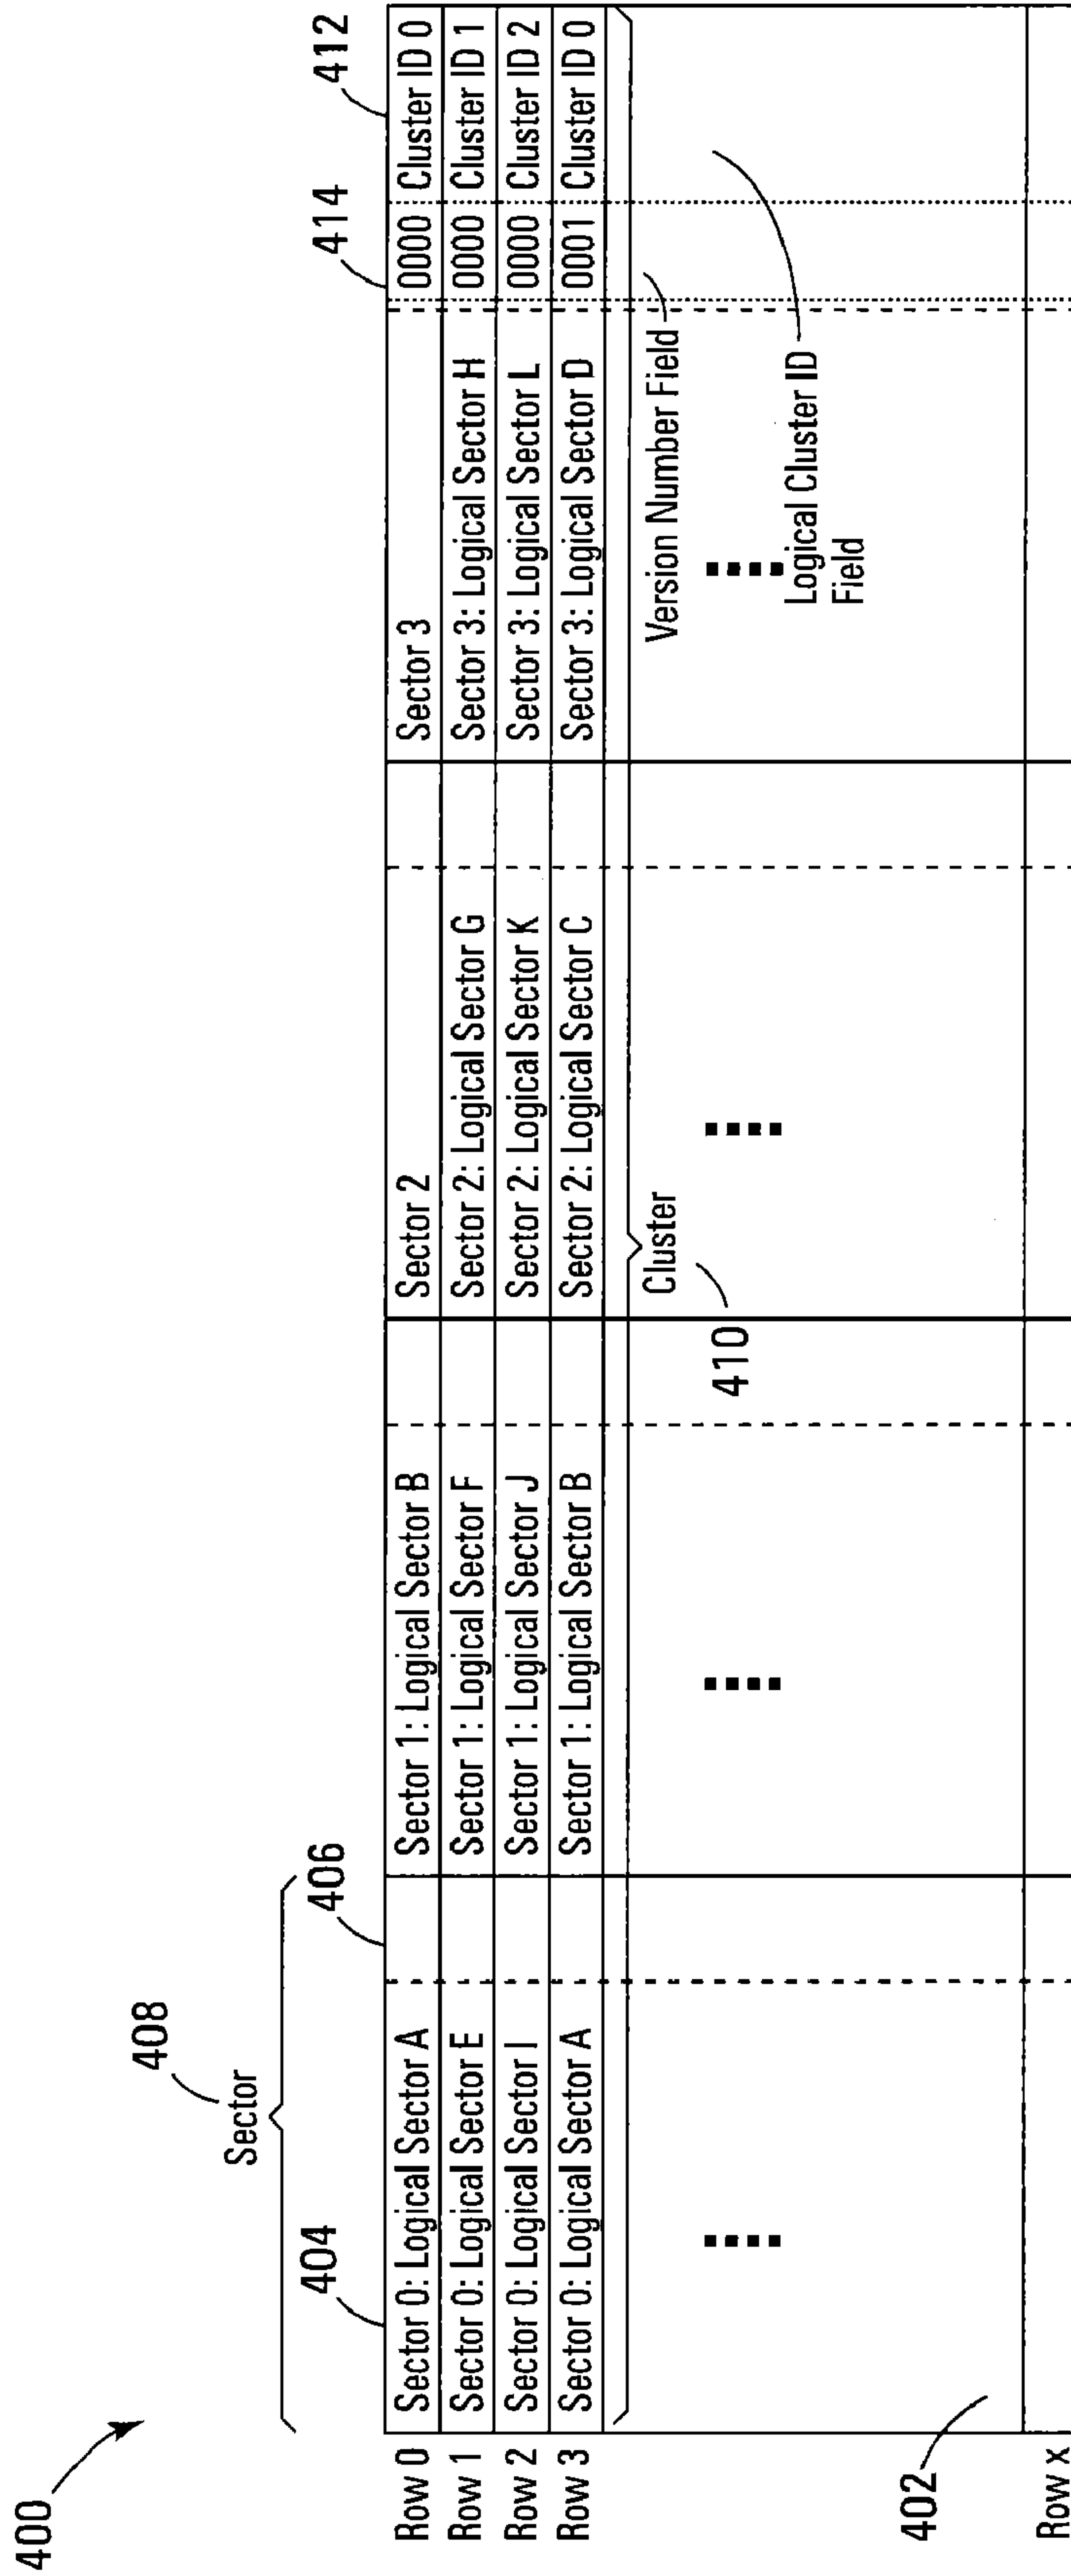 400
408
Sector
404
406
414
412
Row 0 Sector 0: Logical Sector A Sector 1: Logical Sector B Sector 2 Sector 3 0000 Cluster ID 0
Row 1 Sector 0: Logical Sector E Sector 1: Logical Sector F Sector 2: Logical Sector G Sector 3: Logical Sector H 0000 Cluster ID 1
Row 2 Sector 0: Logical Sector I Sector 1: Logical Sector J Sector 2: Logical Sector K Sector 3: Logical Sector L 0000 Cluster ID 2
Row 3 Sector 0: Logical Sector A Sector 1: Logical Sector B Sector 2: Logical Sector C Sector 3: Logical Sector D 0001 Cluster ID 0
Cluster
410
Version Number Field
Logical Cluster ID
Field
402
Row x